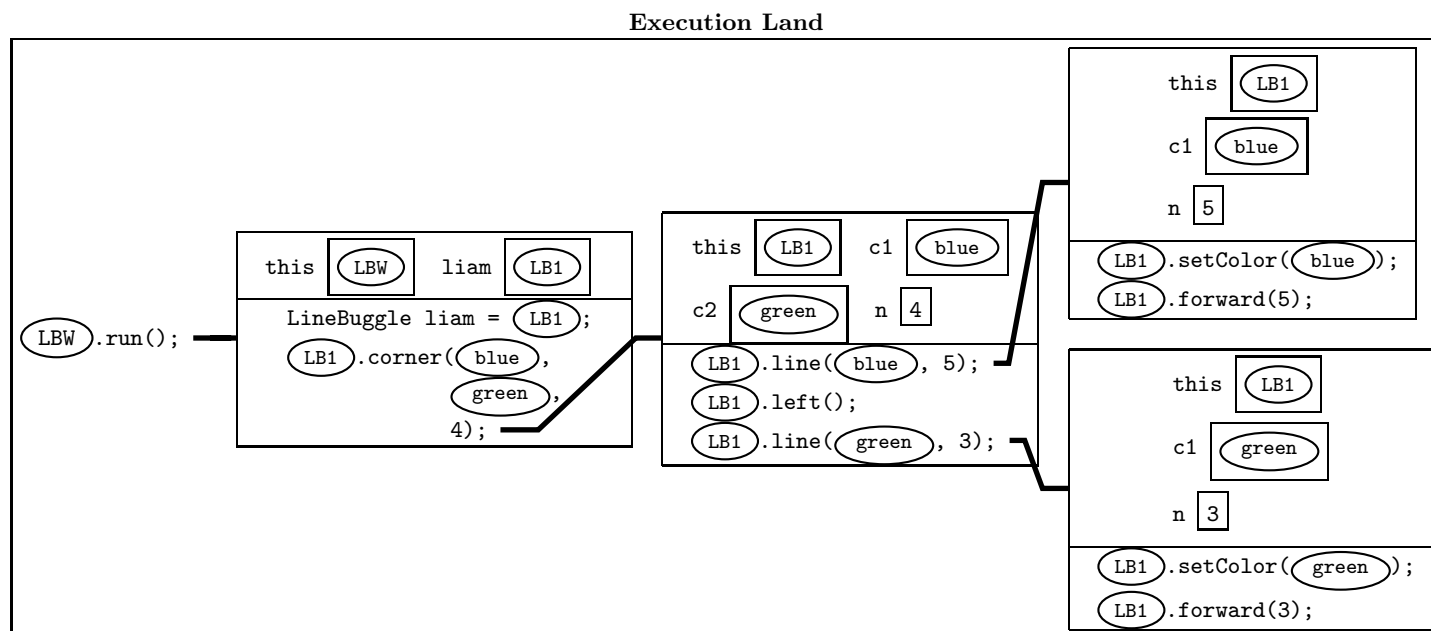 Execution Land
LBW.run();
this LBW liam LB1
LineBuggle liam = LB1;
LB1.corner(blue,
green,
4);
this LB1 c1 blue
c2 green n 4
LB1.line(blue, 5);
LB1.left();
LB1.line(green, 3);
this LB1
c1 blue
n 5
LB1.setColor(blue);
LB1.forward(5);
this LB1
c1 green
n 3
LB1.setColor(green);
LB1.forward(3);